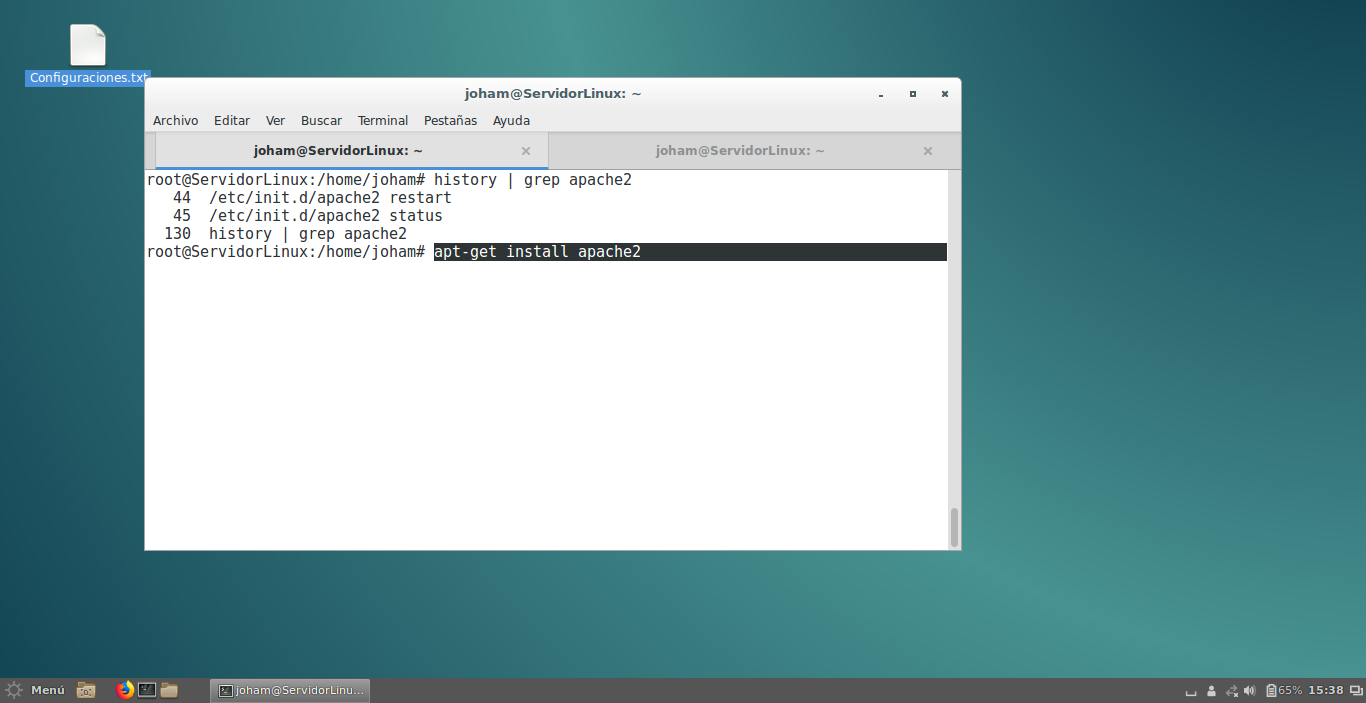 Configuraciones.txt
joham@ServidorLinux: ~
Archivo Editar Ver Buscar Terminal Pestañas Ayuda
joham@ServidorLinux: ~ joham@ServidorLinux: ~
root@ServidorLinux:/home/joham# history | grep apache2
44 /etc/init.d/apache2 restart
45 /etc/init.d/apache2 status
130 history | grep apache2
root@ServidorLinux:/home/joham# apt-get install apache2
Menú joham@ServidorLinu... 65% 15:38